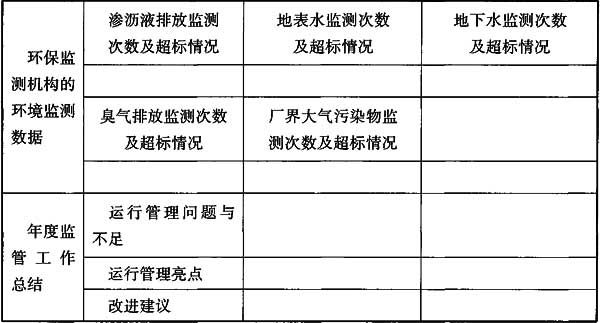 环保监
测机构的
环境监测
数据
渗沥液排放监测
次数及超标情况
地表水监测次数
及超标情况
地下水监测次数
及超标情况
臭气排放监测次数
及超标情况
厂界大气污染物监
测次数及超标情况
年度监
管工作
总结
运行管理问题与
不足
运行管理亮点
改进建议